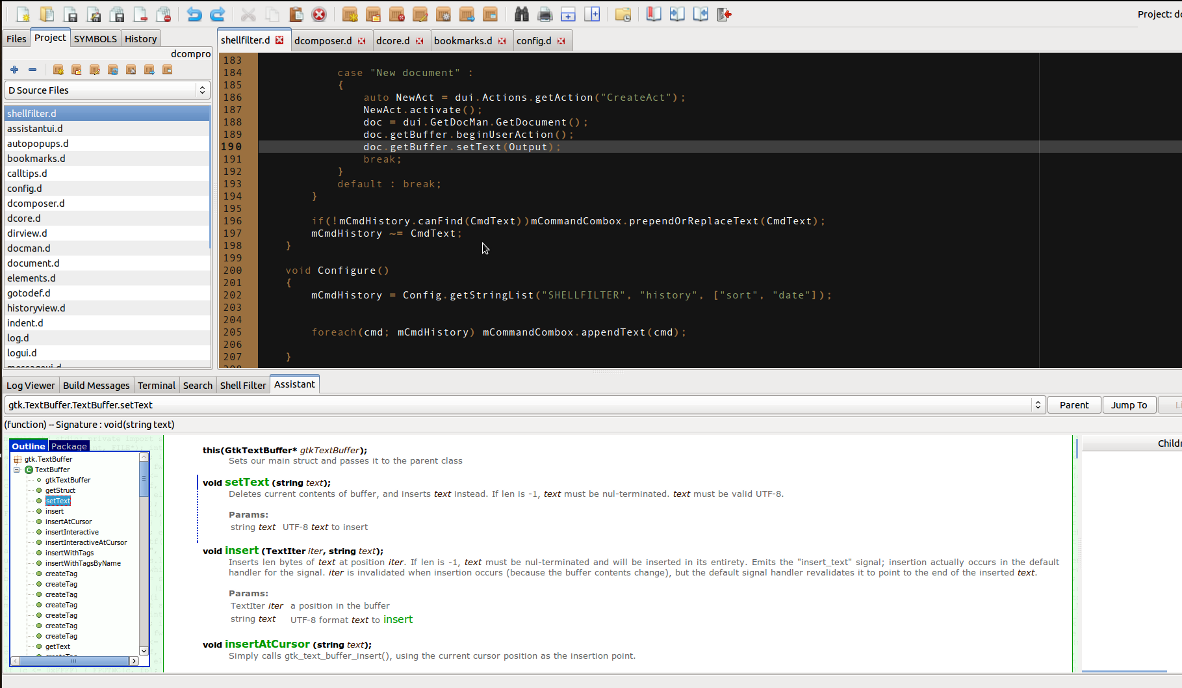 Project: dc
Files Project SYMBOLS History
shellfilter.d dcomposer.d dcore.d bookmarks.d config.d
dcompro
D Source Files
shellfilter.d
assistantui.d
autopopups.d
bookmarks.d
calltips.d
config.d
dcomposer.d
dcore.d
dirview.d
docman.d
document.d
elements.d
gotodef.d
historyview.d
indent.d
log.d
logui.d
183
184 case "New document" :
185 {
186 auto NewAct = dui.Actions.getAction("CreateAct");
187 NewAct.activate();
188 doc = dui.GetDocMan.GetDocument();
189 doc.getBuffer.beginUserAction();
190 doc.getBuffer.setText(Output);
191 break;
192 }
193 default : break;
194 }
195
196 if(!mCmdHistory.canFind(CmdText))mCommandCombox.prependOrReplaceText(CmdText);
197 mCmdHistory ~= CmdText;
198 }
199
200 void Configure()
201 {
202 mCmdHistory = Config.getStringList("SHELLFILTER", "history", ["sort", "date"]);
203
204
205 foreach(cmd; mCmdHistory) mCommandCombox.appendText(cmd);
206
207 }
Log Viewer Build Messages Terminal Search Shell Filter Assistant
gtk.TextBuffer.TextBuffer.setText Parent Jump To
(function) -- Signature : void(string text)
Outline Package
gtk.TextBuffer
TextBuffer
gtkTextBuffer
getStruct
setText
insert
insertAtCursor
insertInteractive
insertInteractiveAtCursor
insertWithTags
insertWithTagsByName
createTag
createTag
createTag
createTag
createTag
createTag
createTag
getText
this(GtkTextBuffer* gtkTextBuffer);
Sets our main struct and passes it to the parent class
void setText (string text);
Deletes current contents of buffer, and inserts text instead. If len is -1, text must be nul-terminated. text must be valid UTF-8.
Params:
string text UTF-8 text to insert
void insert (TextIter iter, string text);
Inserts len bytes of text at position iter. If len is -1, text must be nul-terminated and will be inserted in its entirety. Emits the "insert_text" signal; insertion actually occurs in the default
handler for the signal. iter is invalidated when insertion occurs (because the buffer contents change), but the default signal handler revalidates it to point to the end of the inserted text.
Params:
TextIter iter a position in the buffer
string text UTF-8 format text to insert
void insertAtCursor (string text);
Simply calls gtk_text_buffer_insert(), using the current cursor position as the insertion point.
Childr